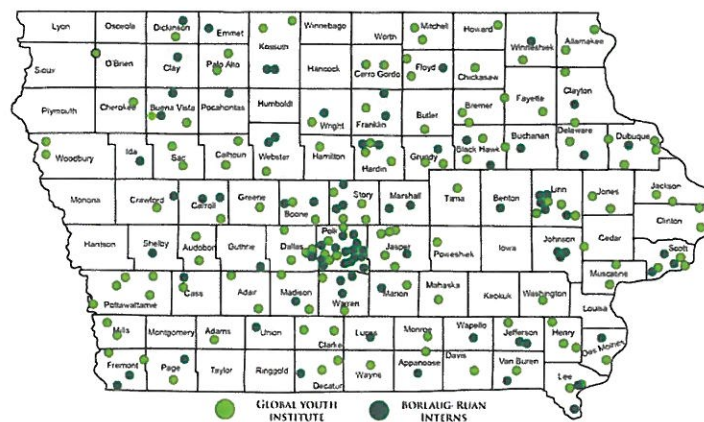 Lyon Osceola Dickinson Emmet Kossuth Winnebago Worth Mitchell Howard Winneshiek Allamakee
Sioux O'Brien Clay Palo Alto Hancock Cerro Gordo Floyd Chickasaw
Plymouth Cherokee Buena Vista Pocahontas Humboldt Wright Franklin Butler Bremer Fayette Clayton
Woodbury Ida Sac Calhoun Webster Hamilton Hardin Grundy Black Hawk Buchanan Delaware Dubuque
Monona Crawford Carroll Greene Boone Story Marshall Tama Benton Linn Jones Jackson
Clinton
Harrison Shelby Audubon Guthrie Dallas Polk Jasper Poweshiek Iowa Johnson Cedar Scott
Muscatine
Pottawattamie Cass Adair Madison Warren Marion Mahaska Keokuk Washington Louisa
Mills Montgomery Adams Union Clarke Lucas Monroe Wapello Jefferson Henry Des Moines
Fremont Page Taylor Ringgold Decatur Wayne Appanoose Davis Van Buren Lee
GLOBAL YOUTH
INSTITUTE
BORLAUG-RUAN
INTERNS